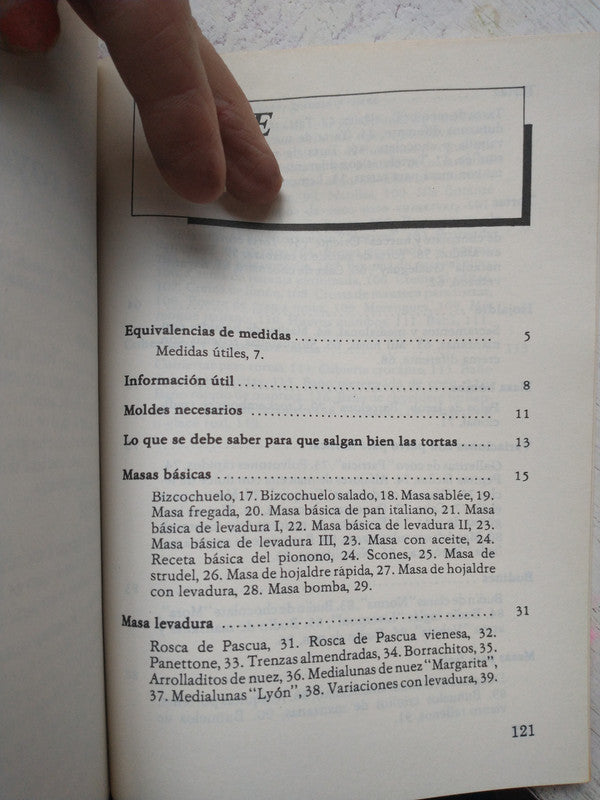 E
Equivalencias de medidas .................................. 5
Medidas útiles, 7.
Información útil ............................................. 8
Moldes necesarios .......................................... 11
Lo que se debe saber para que salgan bien las tortas ..... 13
Masas básicas ................................................ 15
Bizcochuelo, 17. Bizcochuelo salado, 18. Masa sablée, 19.
Masa fregada, 20. Masa básica de pan italiano, 21. Masa
básica de levadura I, 22. Masa básica de levadura II, 23.
Masa básica de levadura III, 23. Masa con aceite, 24.
Receta básica del pionono, 24. Scones, 25. Masa de
strudel, 26. Masa de hojaldre rápida, 27. Masa de hojaldre
con levadura, 28. Masa bomba, 29.
Masa levadura ............................................... 31
Rosca de Pascua, 31. Rosca de Pascua vienesa, 32.
Panettone, 33. Trenzas almendradas, 34. Borrachitos, 35.
Arrolladitos de nuez, 36. Medialunas de nuez "Margarita",
37. Medialunas "Lyón", 38. Variaciones con levadura, 39.
121